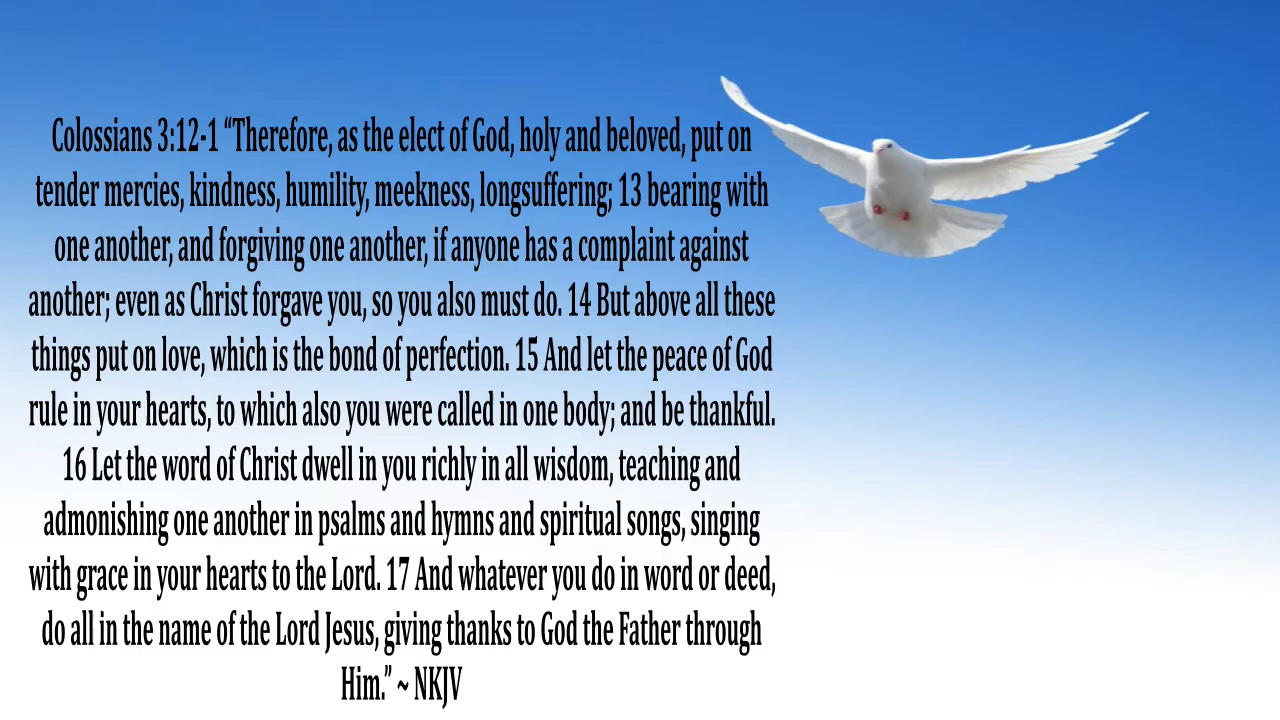 Colossians 3:12-1 “Therefore, as the elect of God, holy and beloved, put on
tender mercies, kindness, humility, meekness, longsuffering; 13 bearing with
one another, and forgiving one another, if anyone has a complaint against
another; even as Christ forgave you, so you also must do. 14 But above all these
things put on love, which is the bond of perfection. 15 And let the peace of God
rule in your hearts, to which also you were called in one body; and be thankful.
16 Let the word of Christ dwell in you richly in all wisdom, teaching and
admonishing one another in psalms and hymns and spiritual songs, singing
with grace in your hearts to the Lord. 17 And whatever you do in word or deed,
do all in the name of the Lord Jesus, giving thanks to God the Father through
Him.” ~ NKJV